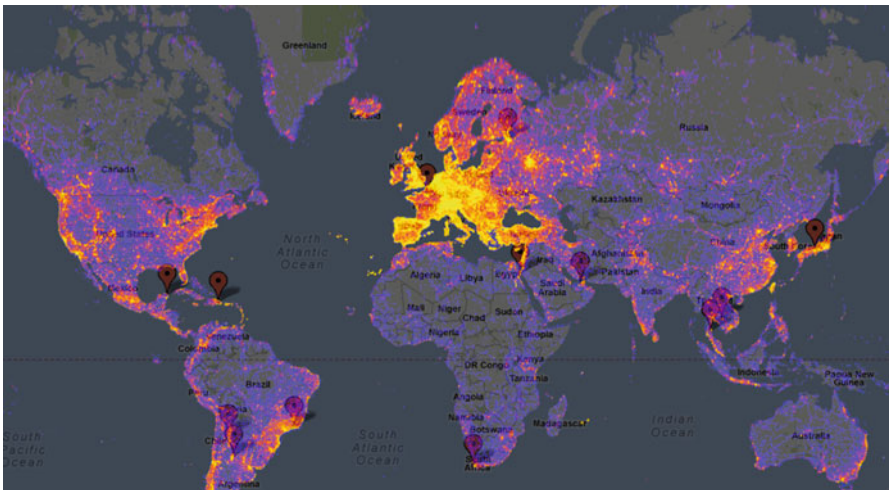 Greenland
Finland
Sweden
Iceland
Russia
United
Canada
Kazakhstan
Mongolia
United States
North
Atlantic
Ocean
China
South Korea
Japan
Iraq
Afghanistan
Pakistan
Algeria
Libya
Egypt
Saudi
Arabia
Mexico
India
Mali
Niger
Chad
Sudan
Nigeria
Ethiopia
Venezuela
Colombia
DR Congo
Kenya
Tanzania
Indonesia
Papua New
Guinea
Peru
Brazil
Angola
Namibia
Botswana
Madagascar
Indian
Ocean
Australia
South
Pacific
Ocean
Chile
South
Atlantic
Ocean
South
Africa
Argentina